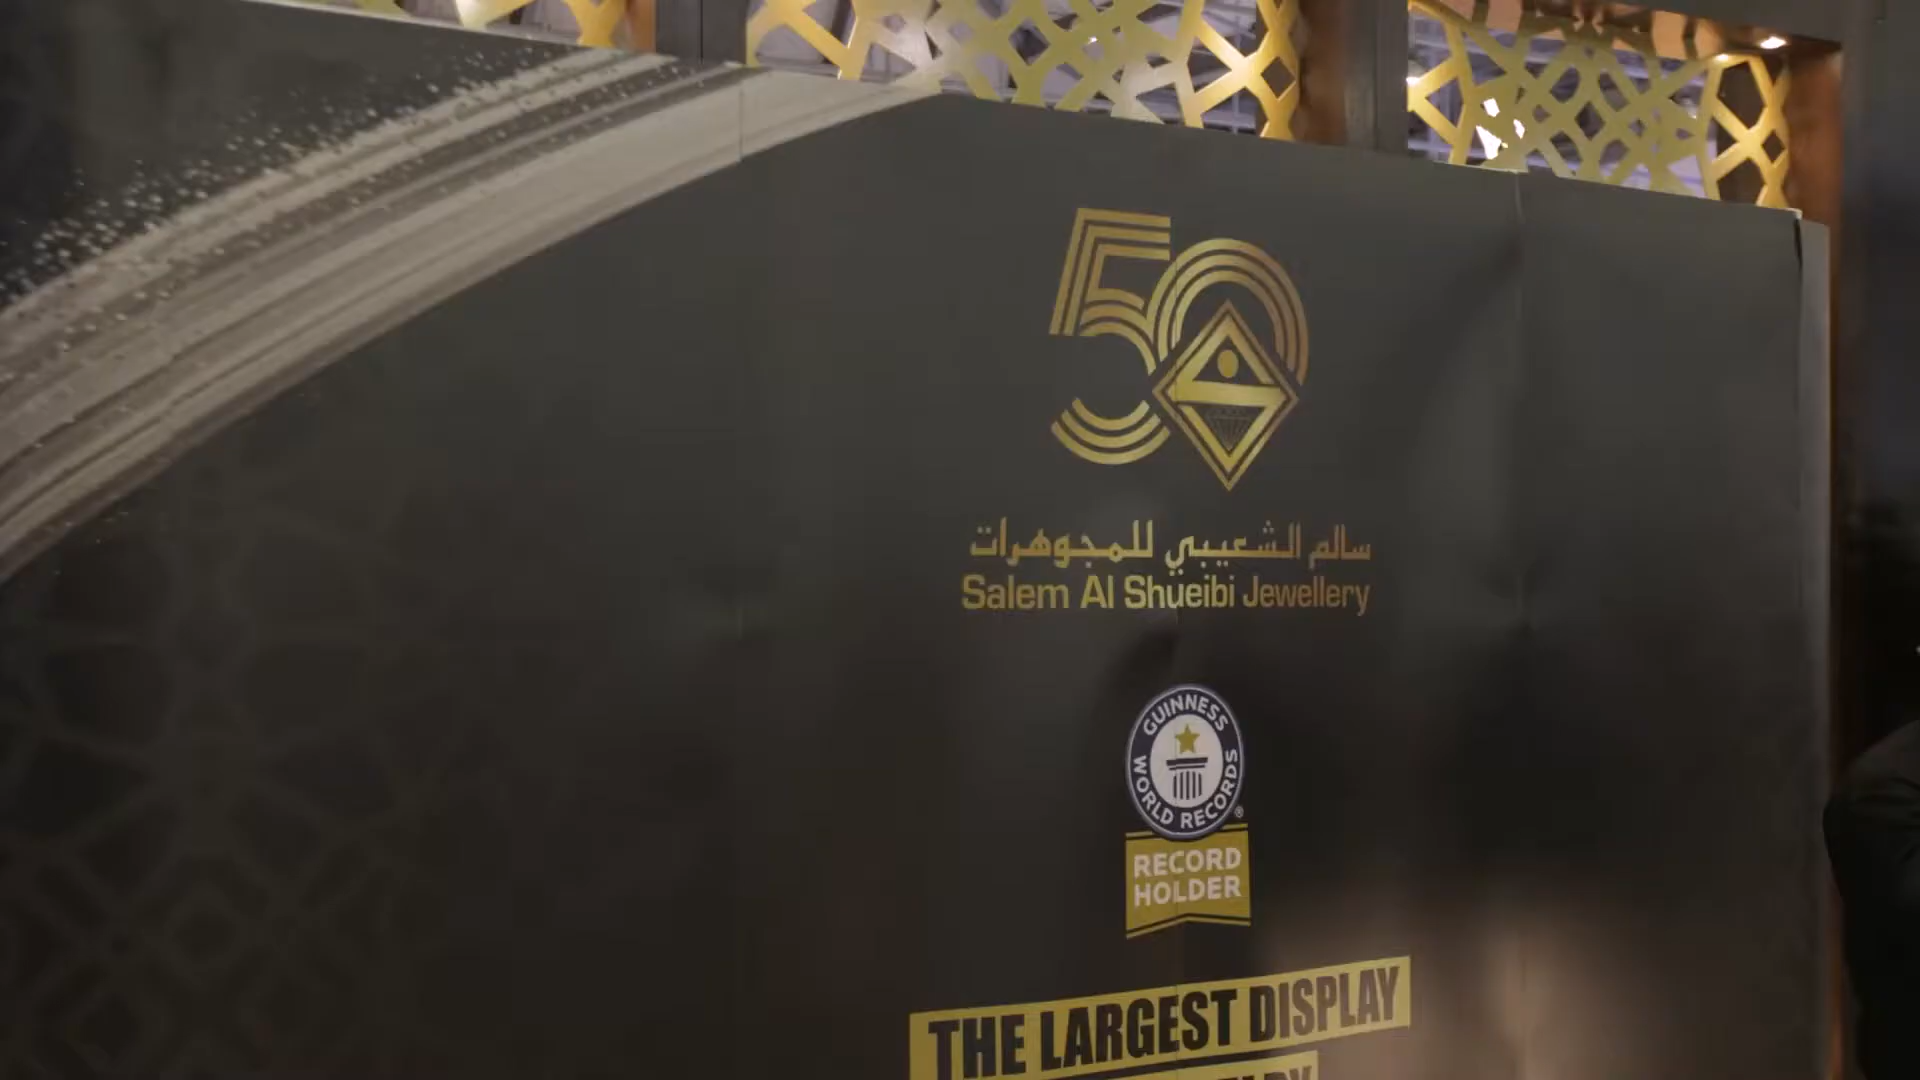 50
سالم الشعيبي للمجوهرات
Salem Al Shueibi Jewellery
GUINNESS
WORLD RECORDS
®
RECORD
HOLDER
THE LARGEST DISPLAY